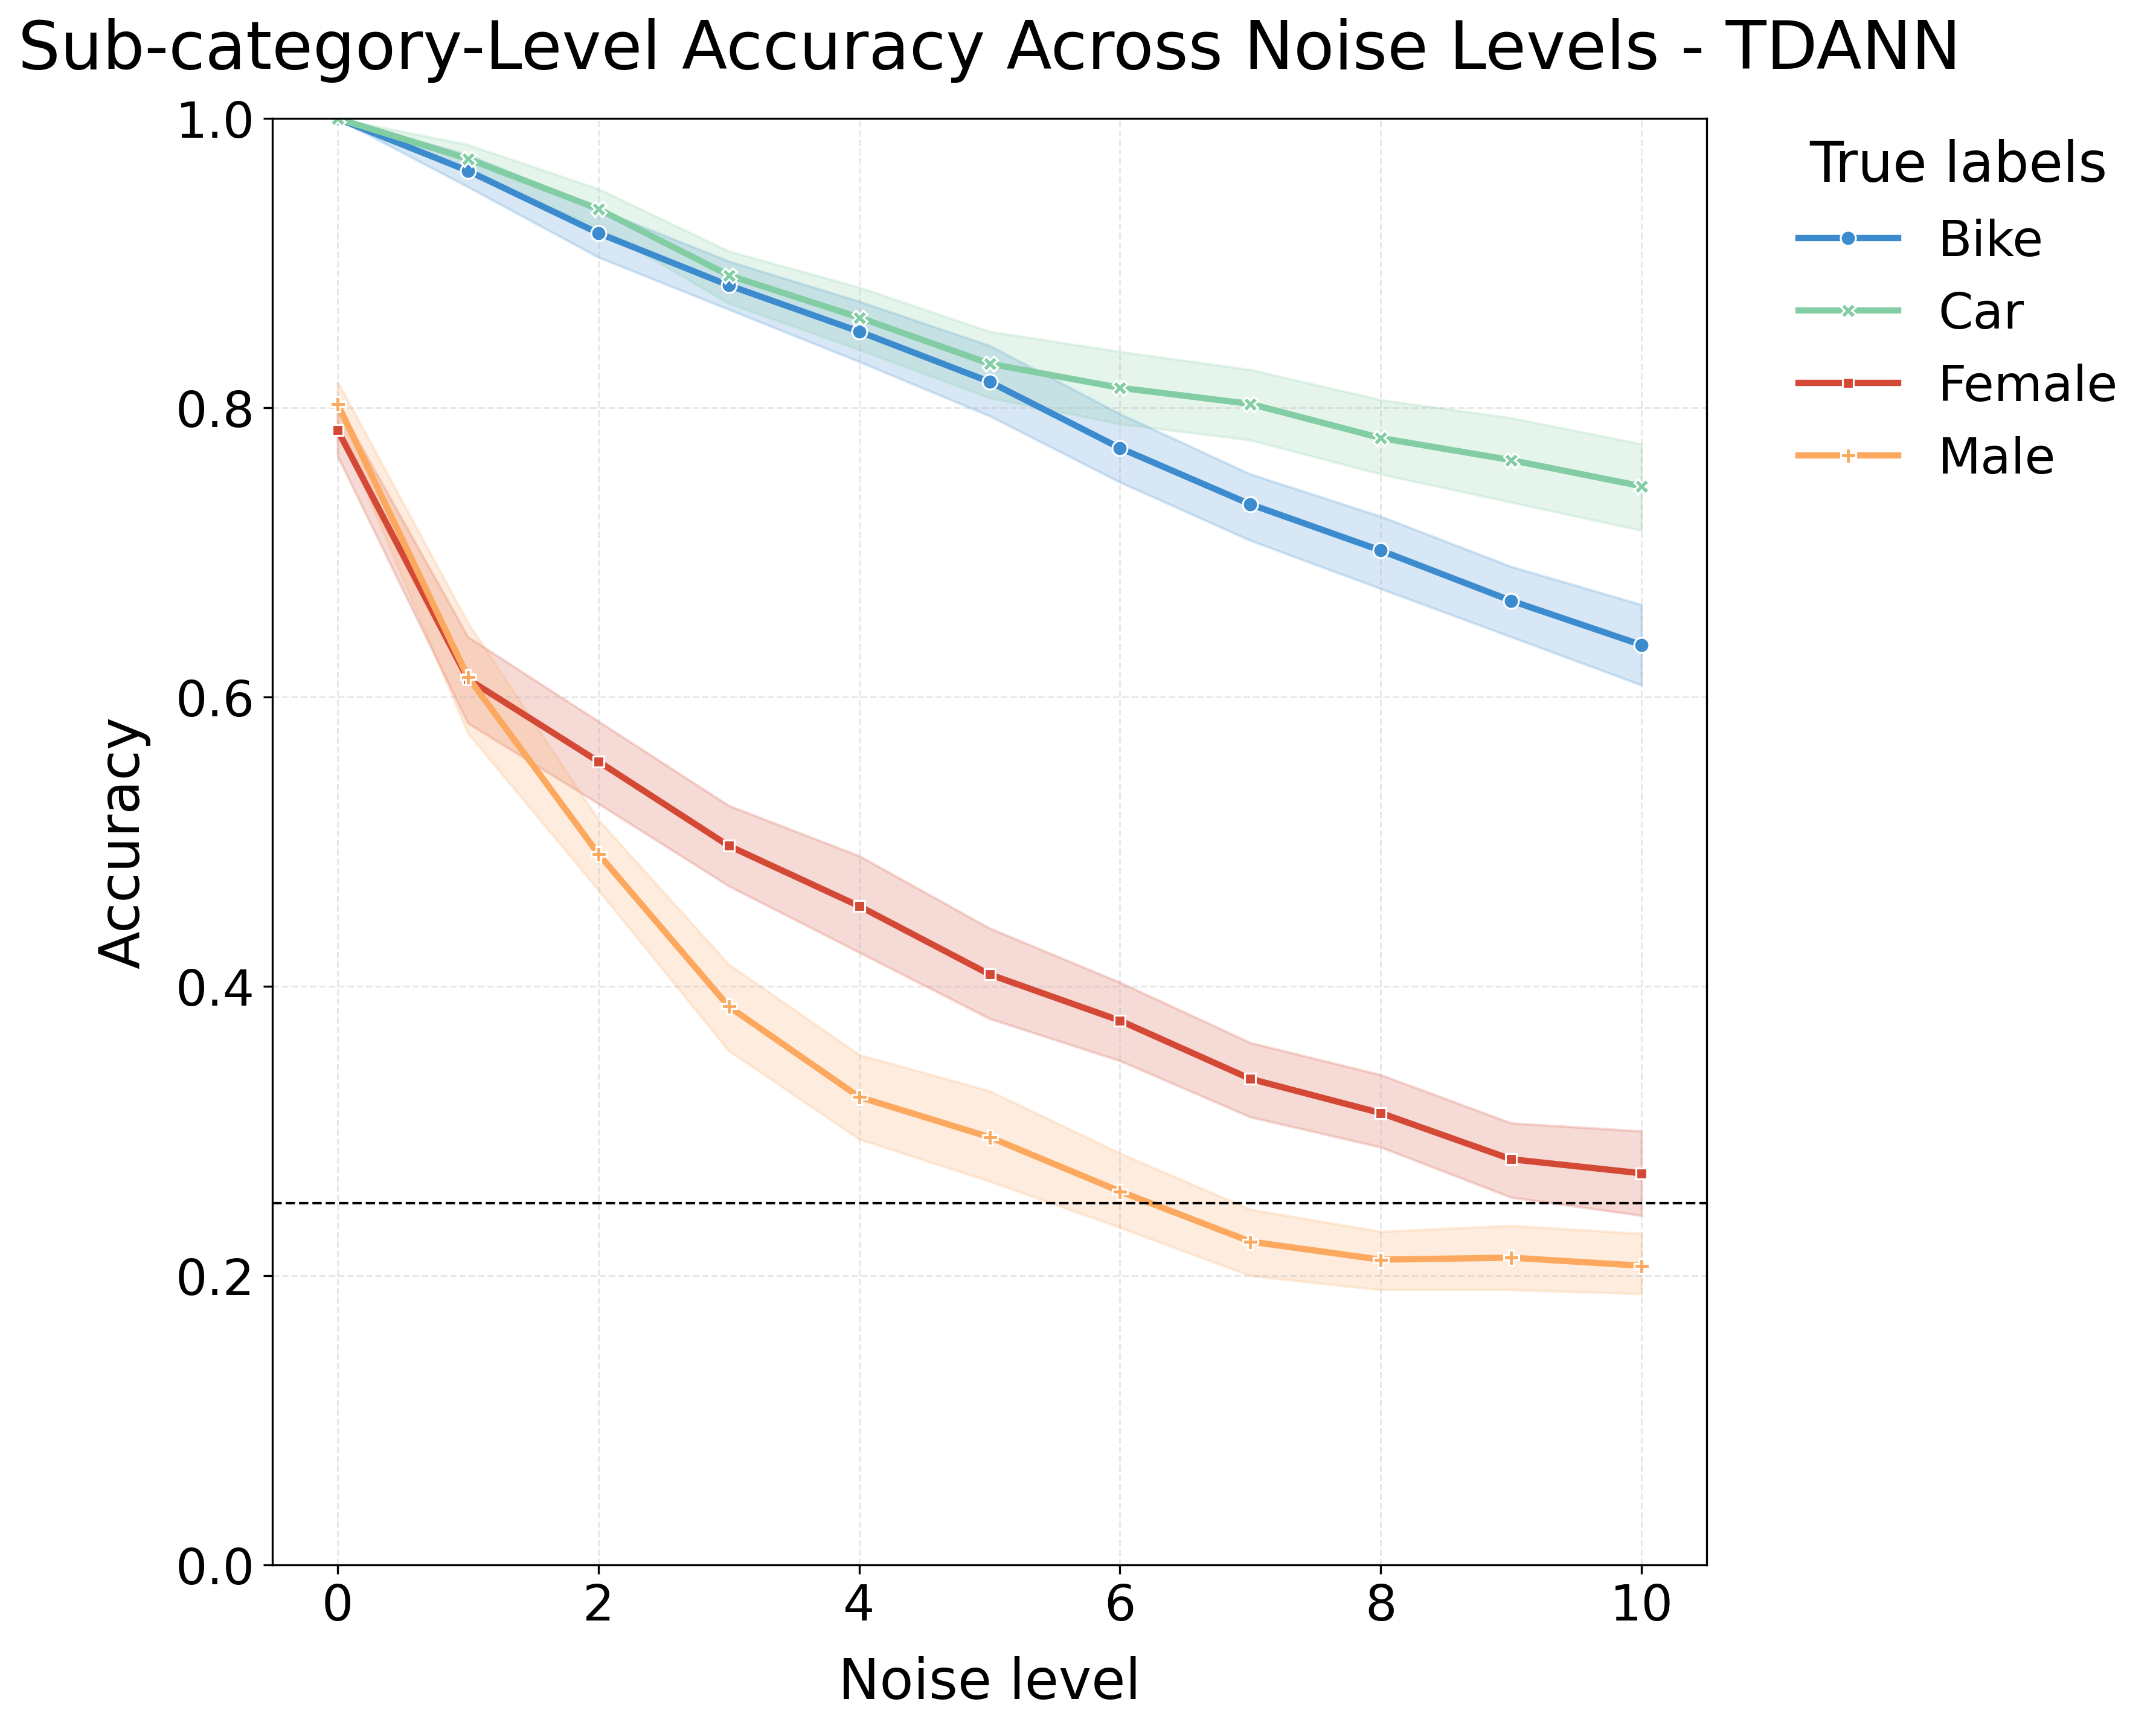 Sub-category-Level Accuracy Across Noise Levels - TDANN
True labels
Bike
Car
Female
Male
Accuracy
1.0
0.8
0.6
0.4
0.2
0.0
0 2 4 6 8 10
Noise level